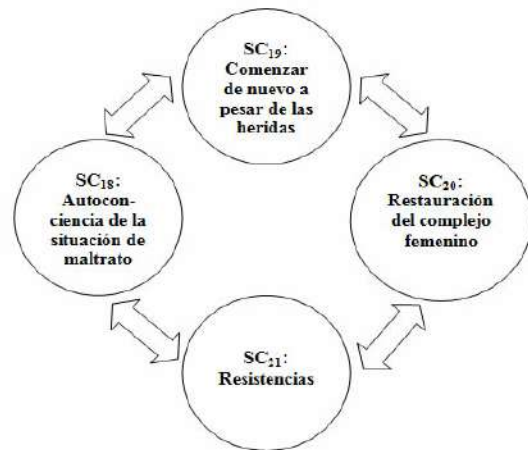 SC19:
Comenzar
de nuevo a
pesar de las
heridas
SC18:
Autocon-
ciencia de la
situación de
maltrato
SC20:
Restauración
del complejo
femenino
SC21:
Resistencias